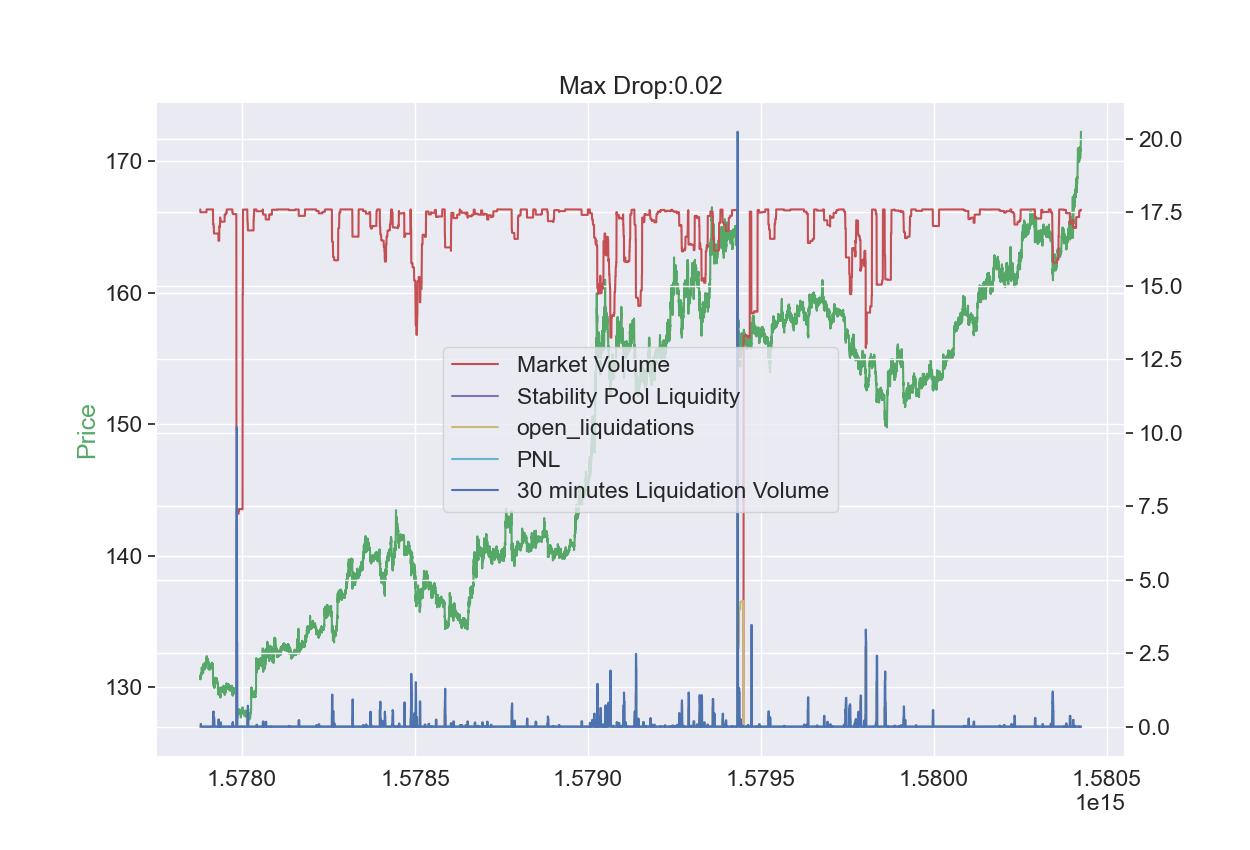 Max Drop:0.02
170
160
150
140
130
Price
20.0
17.5
15.0
12.5
10.0
7.5
5.0
2.5
0.0
Market Volume
Stability Pool Liquidity
open_liquidations
PNL
30 minutes Liquidation Volume
1.5780 1.5785 1.5790 1.5795 1.5800 1.5805
1e15